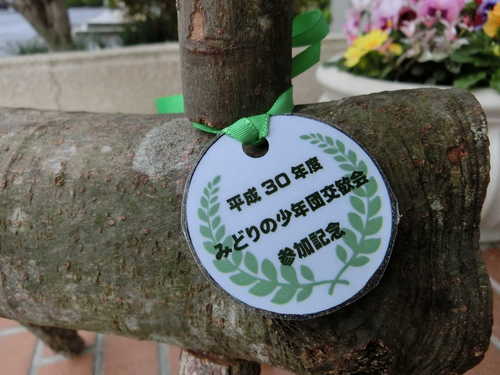 平成30年度
みどりの少年団交歓会
参加記念